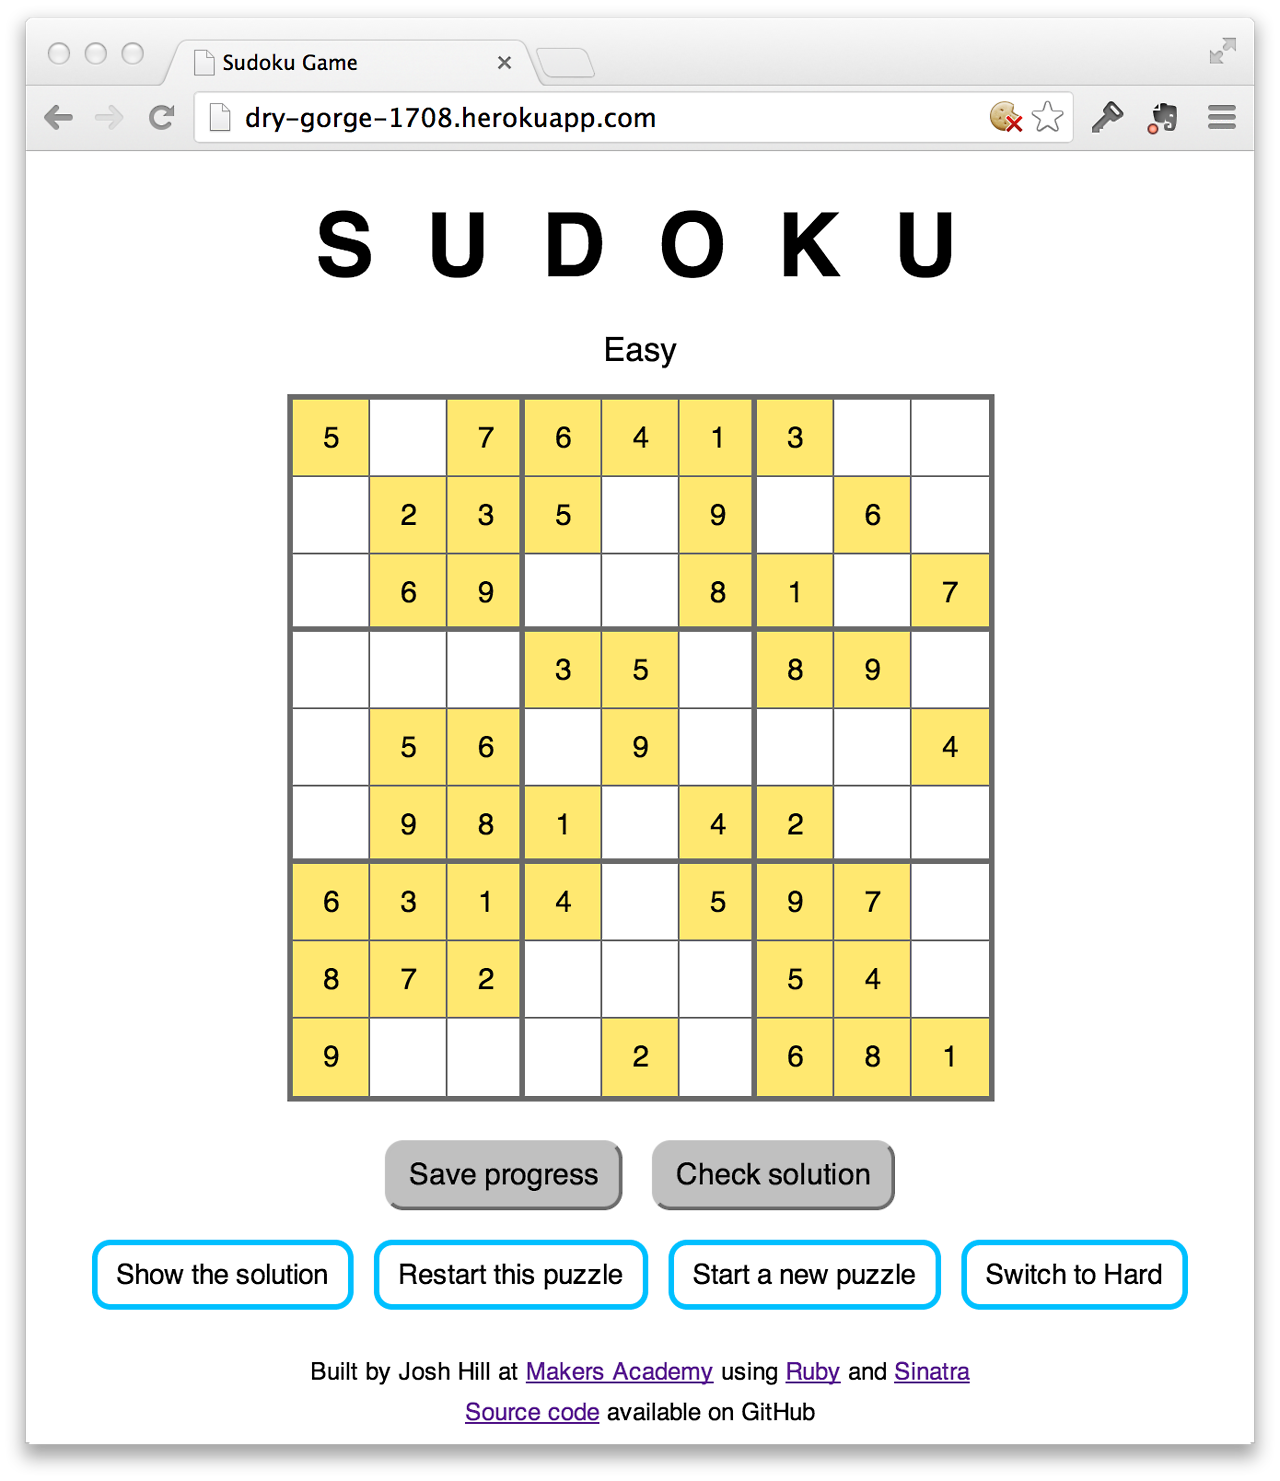 Sudoku Game
dry-gorge-1708.herokuapp.com
S U D O K U
Easy
5 7 6 4 1 3
2 3 5 9 6
6 9 8 1 7
3 5 8 9
5 6 9 4
9 8 1 4 2
6 3 1 4 5 9 7
8 7 2 5 4
9 2 6 8 1
Save progress Check solution
Show the solution Restart this puzzle Start a new puzzle Switch to Hard
Built by Josh Hill at Makers Academy using Ruby and Sinatra
Source code available on GitHub